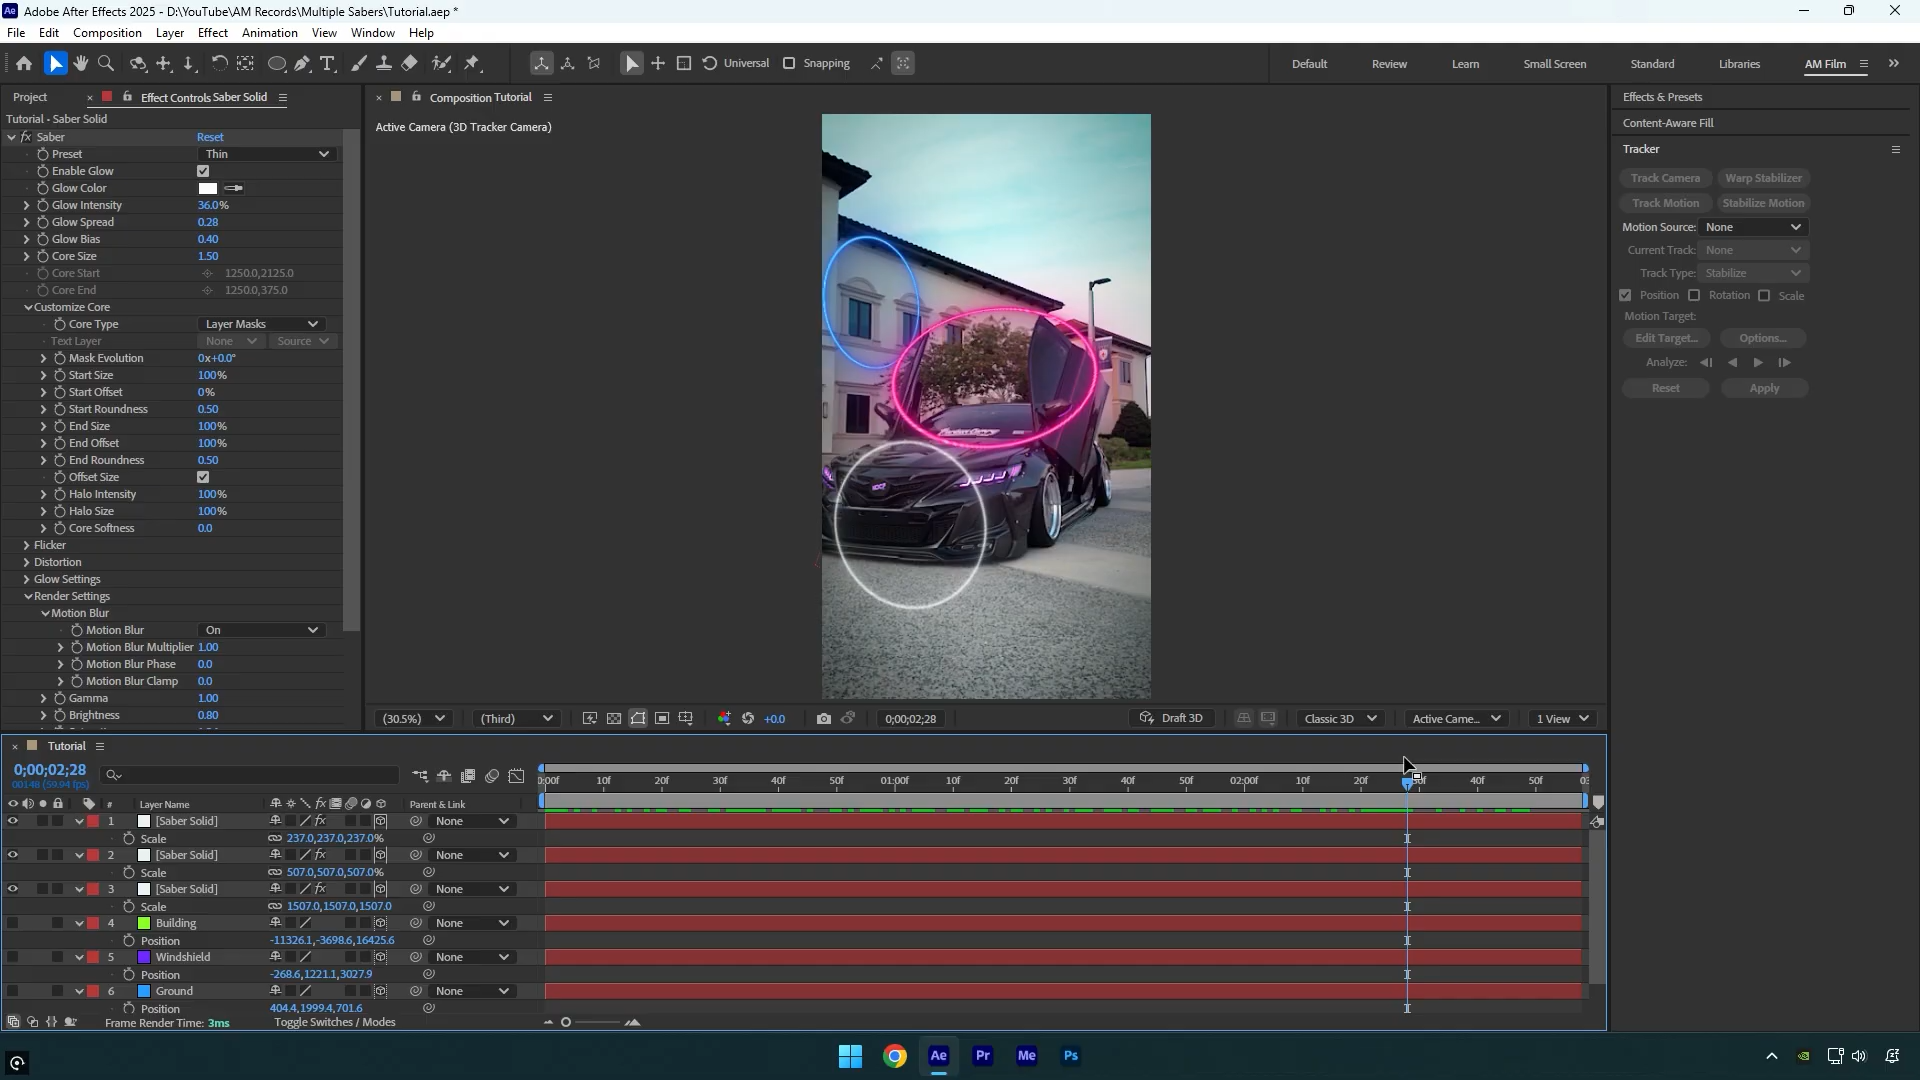 Adobe After Effects 2025 - D:\YouTube\AM Records\Multiple Sabers\Tutorial.aep *
File Edit Composition Layer Effect Animation View Window Help
Universal Snapping Default Review Learn Small Screen Standard Libraries AM Film
Project Effect Controls Saber Solid
Tutorial - Saber Solid
fx Saber Reset
Preset Thin
Enable Glow
Glow Color
Glow Intensity 36.0%
Glow Spread 0.28
Glow Bias 0.40
Core Size 1.50
Core Start 1250.0,2125.0
Core End 1250.0,375.0
Customize Core
Core Type Layer Masks
Text Layer None Source
Mask Evolution 0x+0.0°
Start Size 100%
Start Offset 0%
Start Roundness 0.50
End Size 100%
End Offset 100%
End Roundness 0.50
Offset Size
Halo Intensity 100%
Halo Size 100%
Core Softness 0.0
Flicker
Distortion
Glow Settings
Render Settings
Motion Blur
Motion Blur On
Motion Blur Multiplier 1.00
Motion Blur Phase 0.0
Motion Blur Clamp 0.0
Gamma 1.00
Brightness 0.80
Composition Tutorial
Active Camera (3D Tracker Camera)
(30.5%) (Third) +0.0 0;00;02;28 Draft 3D Classic 3D Active Came... 1 View
Effects & Presets
Content-Aware Fill
Tracker
Track Camera Warp Stabilizer
Track Motion Stabilize Motion
Motion Source: None
Current Track: None
Track Type: Stabilize
Position Rotation Scale
Motion Target:
Edit Target... Options...
Analyze:
Reset Apply
Tutorial
0;00;02;28
00148 (59.94 fps)
0:00f 10f 20f 30f 40f 50f 01:00f 10f 20f 30f 40f 50f 02:00f 10f 20f 30f 40f 50f 03
# Layer Name fx Parent & Link
1 [Saber Solid] fx None
Scale 237.0,237.0,237.0%
2 [Saber Solid] fx None
Scale 507.0,507.0,507.0%
3 [Saber Solid] fx None
Scale 1507.0,1507.0,1507.0
4 Building None
Position -11326.1,-3698.6,16425.6
5 Windshield None
Position -268.6,1221.1,3027.9
6 Ground None
Position 404.4,1999.4,701.6
Frame Render Time: 3ms Toggle Switches / Modes
Ae Pr Me Ps